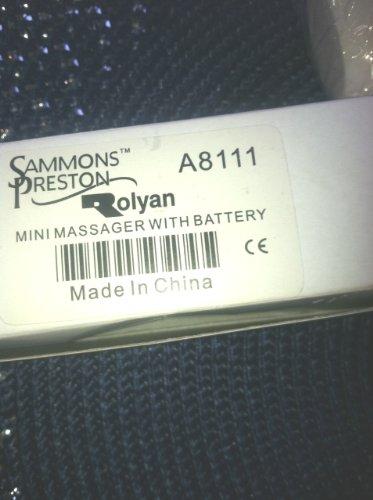 SAMMONS™
PRESTON
Rolyan
A8111
MINI MASSAGER WITH BATTERY
CE
Made In China